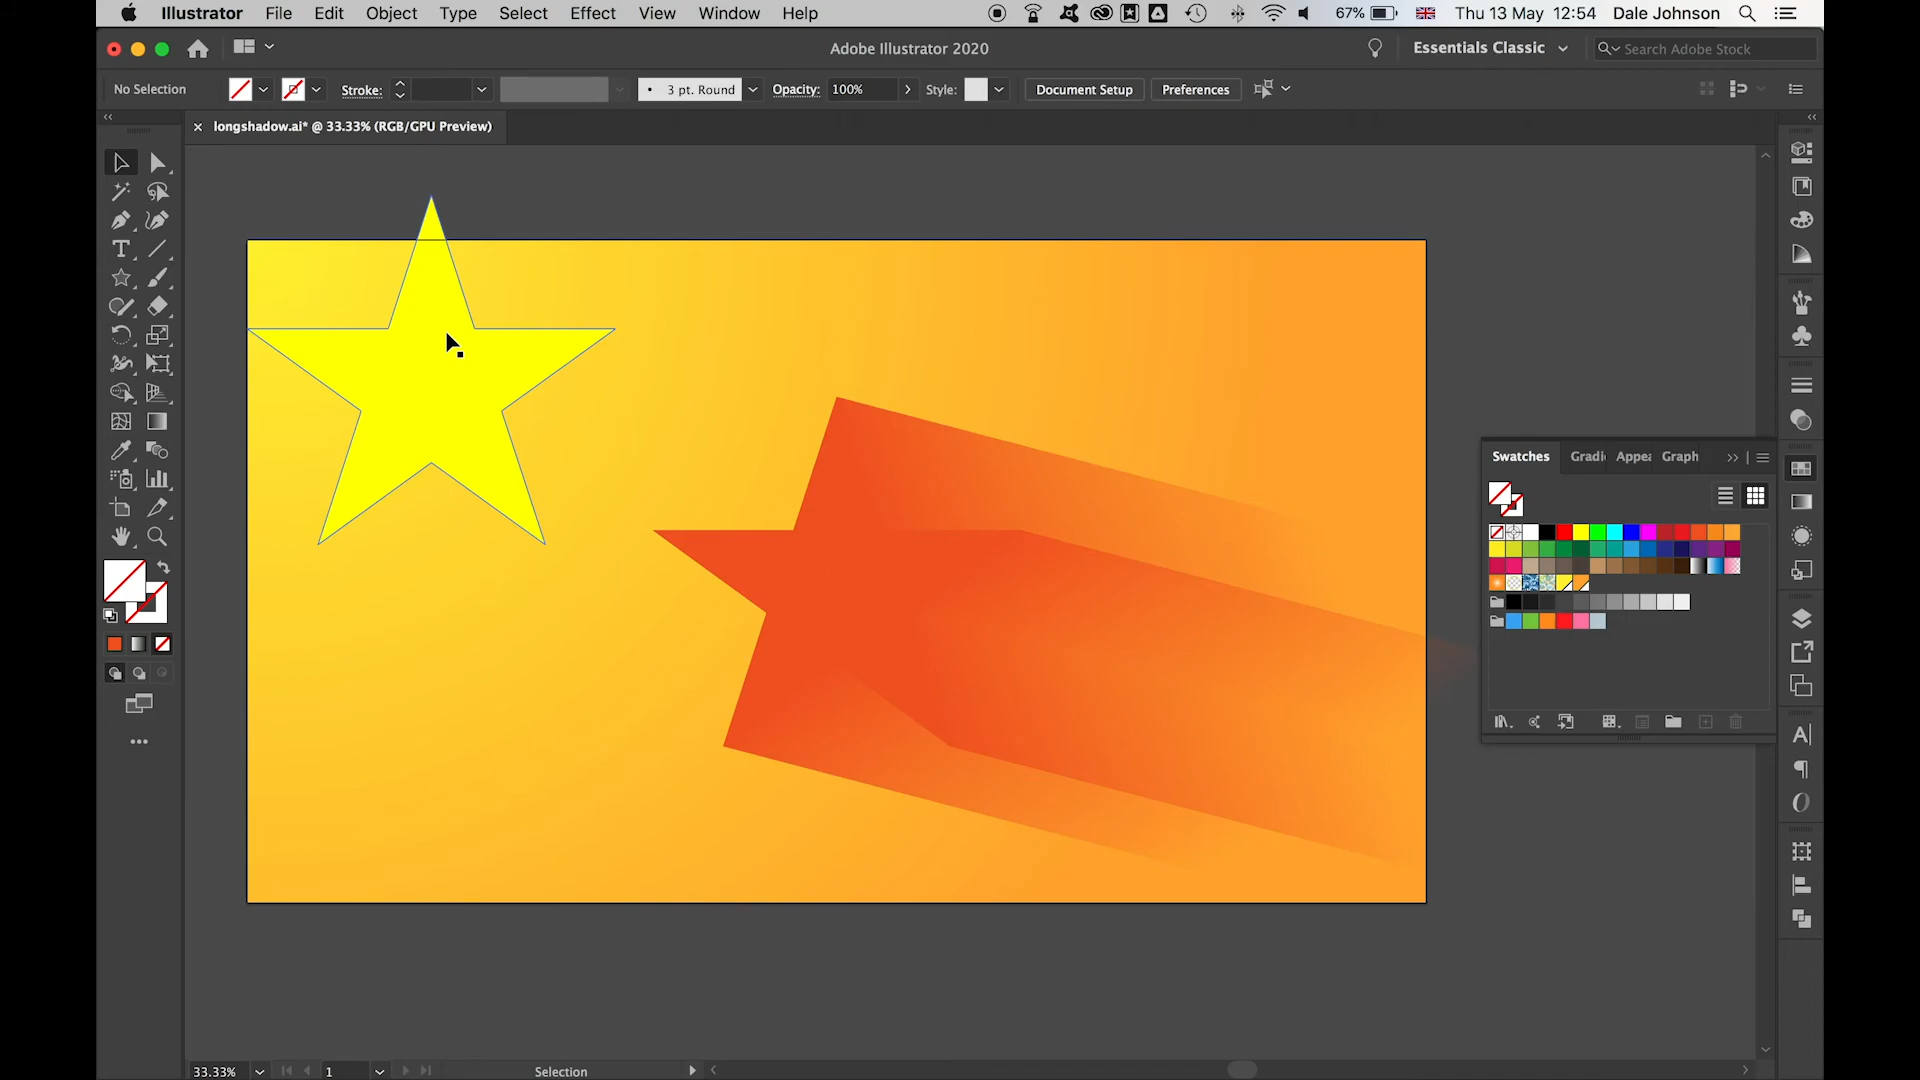 Illustrator File Edit Object Type Select Effect View Window Help 67% Thu 13 May 12:54 Dale Johnson
Adobe Illustrator 2020 Essentials Classic Search Adobe Stock
No Selection Stroke: 3 pt. Round Opacity: 100% Style: Document Setup Preferences
longshadow.ai* @ 33.33% (RGB/GPU Preview)
Swatches Gradi Appea Graph
33.33% 1 Selection